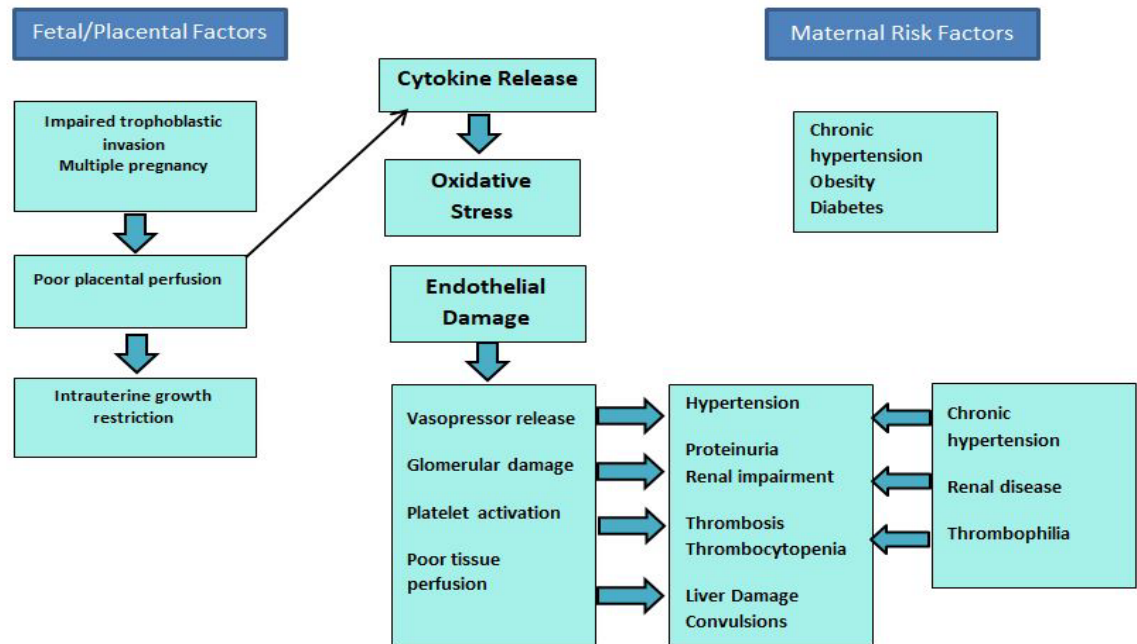 Fetal/Placental Factors
Maternal Risk Factors
Impaired trophoblastic
invasion
Multiple pregnancy
Poor placental perfusion
Intrauterine growth
restriction
Cytokine Release
Oxidative
Stress
Endothelial
Damage
Chronic
hypertension
Obesity
Diabetes
Vasopressor release
Glomerular damage
Platelet activation
Poor tissue
perfusion
Hypertension
Proteinuria
Renal impairment
Thrombosis
Thrombocytopenia
Liver Damage
Convulsions
Chronic
hypertension
Renal disease
Thrombophilia